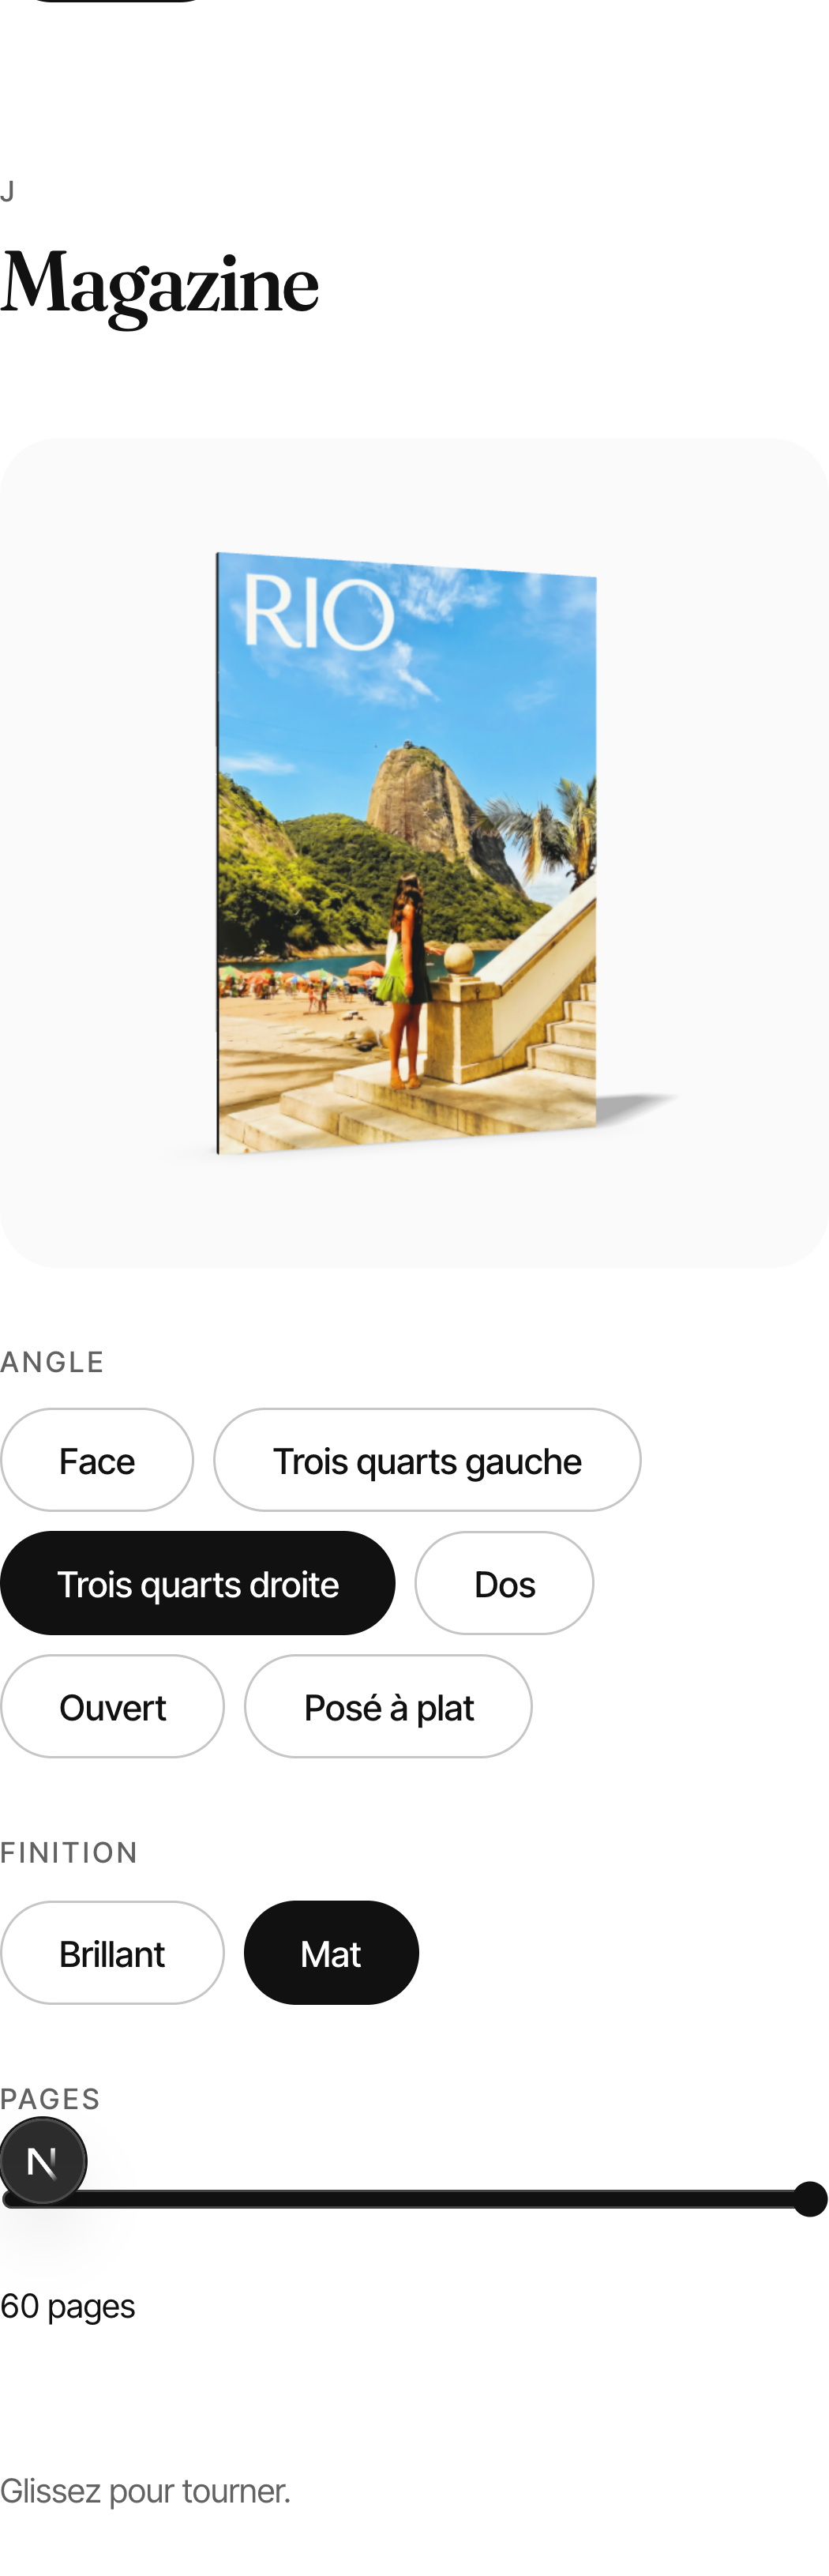 J
Magazine
RIO
ANGLE
Face
Trois quarts gauche
Trois quarts droite
Dos
Ouvert
Posé à plat
FINITION
Brillant
Mat
PAGES
N
60 pages
Glissez pour tourner.